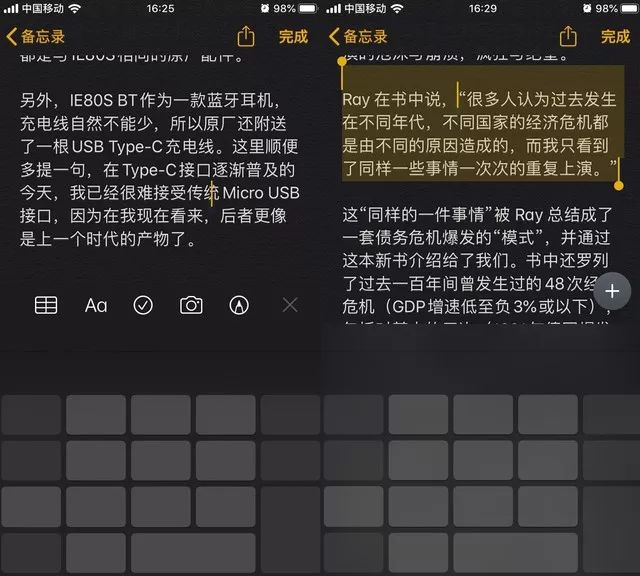 中国移动 16:25 98%
备忘录 完成
都是与IE80S相同的原厂配件。
另外，IE80S BT作为一款蓝牙耳机，
充电线自然不能少，所以原厂还附送
了一根USB Type-C充电线。这里顺便
多提一句，在Type-C接口逐渐普及的
今天，我已经很难接受传统Micro USB
接口，因为在我现在看来，后者更像
是上一个时代的产物了。
Aa
中国移动 16:29 98%
备忘录 完成
Ray 在书中说，“很多人认为过去发生
在不同年代，不同国家的经济危机都
是由不同的原因造成的，而我只看到
了同样一些事情一次次的重复上演。”
这“同样的一件事情”被 Ray 总结成了
一套债务危机爆发的“模式”，并通过
这本新书介绍给了我们。书中还罗列
了过去一百年间曾发生过的48次经
危机（GDP增速低至负3%或以下），